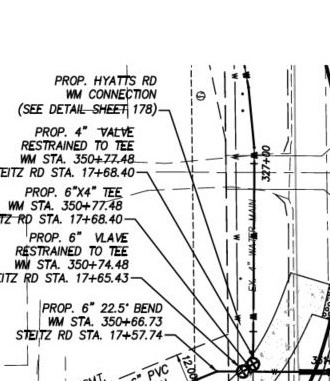 PROP. HYATTS RD
WM CONNECTION
(SEE DETAIL SHEET 178)
PROP. 4" VALVE
RESTRAINED TO TEE
WM STA. 350+77.48
EITZ RD STA. 17+68.40
PROP. 6"X4" TEE
WM STA. 350+77.48
TZ RD STA. 17+68.40
PROP. 6" VLAVE
RESTRAINED TO TEE
WM STA. 350+74.48
ITZ RD STA. 17+65.43
PROP. 6" 22.5° BEND
WM STA. 350+66.73
STEITZ RD STA. 17+57.74
327+00
EX. 4" WATER MAIN
12.00
PVC